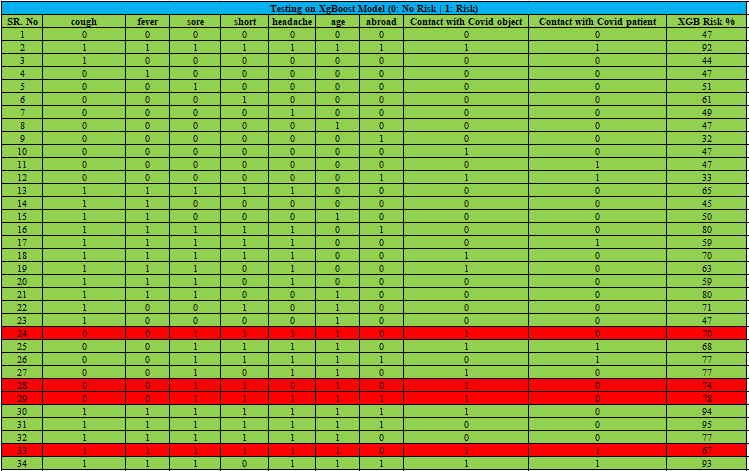 Testing on XgBoost Model (0: No Risk | 1: Risk)
SR. No cough fever sore short headache age abroad Contact with Covid object Contact with Covid patient XGB Risk %
1 0 0 0 0 0 0 0 0 0 47
2 1 1 1 1 1 1 1 1 1 92
3 1 0 0 0 0 0 0 0 0 44
4 0 1 0 0 0 0 0 0 0 47
5 0 0 1 0 0 0 0 0 0 51
6 0 0 0 1 0 0 0 0 0 61
7 0 0 0 0 1 0 0 0 0 49
8 0 0 0 0 0 1 0 0 0 47
9 0 0 0 0 0 0 1 0 0 32
10 0 0 0 0 0 0 0 1 0 47
11 0 0 0 0 0 0 0 0 1 47
12 0 0 0 0 0 0 1 1 1 33
13 1 1 1 1 1 0 0 0 0 65
14 1 1 0 0 0 0 0 0 0 45
15 1 1 0 0 0 1 0 0 0 50
16 1 1 1 1 1 0 1 0 0 80
17 1 1 1 1 1 0 0 0 1 59
18 1 1 1 1 1 0 0 1 0 70
19 1 1 1 0 1 0 0 1 0 63
20 1 1 1 1 1 0 0 0 0 59
21 1 1 1 0 0 1 0 0 0 80
22 1 0 0 1 0 1 0 0 0 71
23 1 0 0 0 0 1 0 0 0 47
24 0 0 1 1 1 1 0 1 0 70
25 0 0 1 1 1 1 0 1 1 68
26 0 0 1 1 1 1 1 0 1 77
27 0 0 1 0 1 1 0 1 0 77
28 0 0 1 1 0 1 0 1 0 74
29 0 0 1 1 1 1 1 1 0 78
30 1 1 1 1 1 1 1 1 0 94
31 1 1 1 1 1 1 1 0 0 95
32 1 1 1 1 1 1 0 0 0 77
33 1 1 1 1 1 1 0 1 1 67
34 1 1 1 0 1 1 1 1 1 93